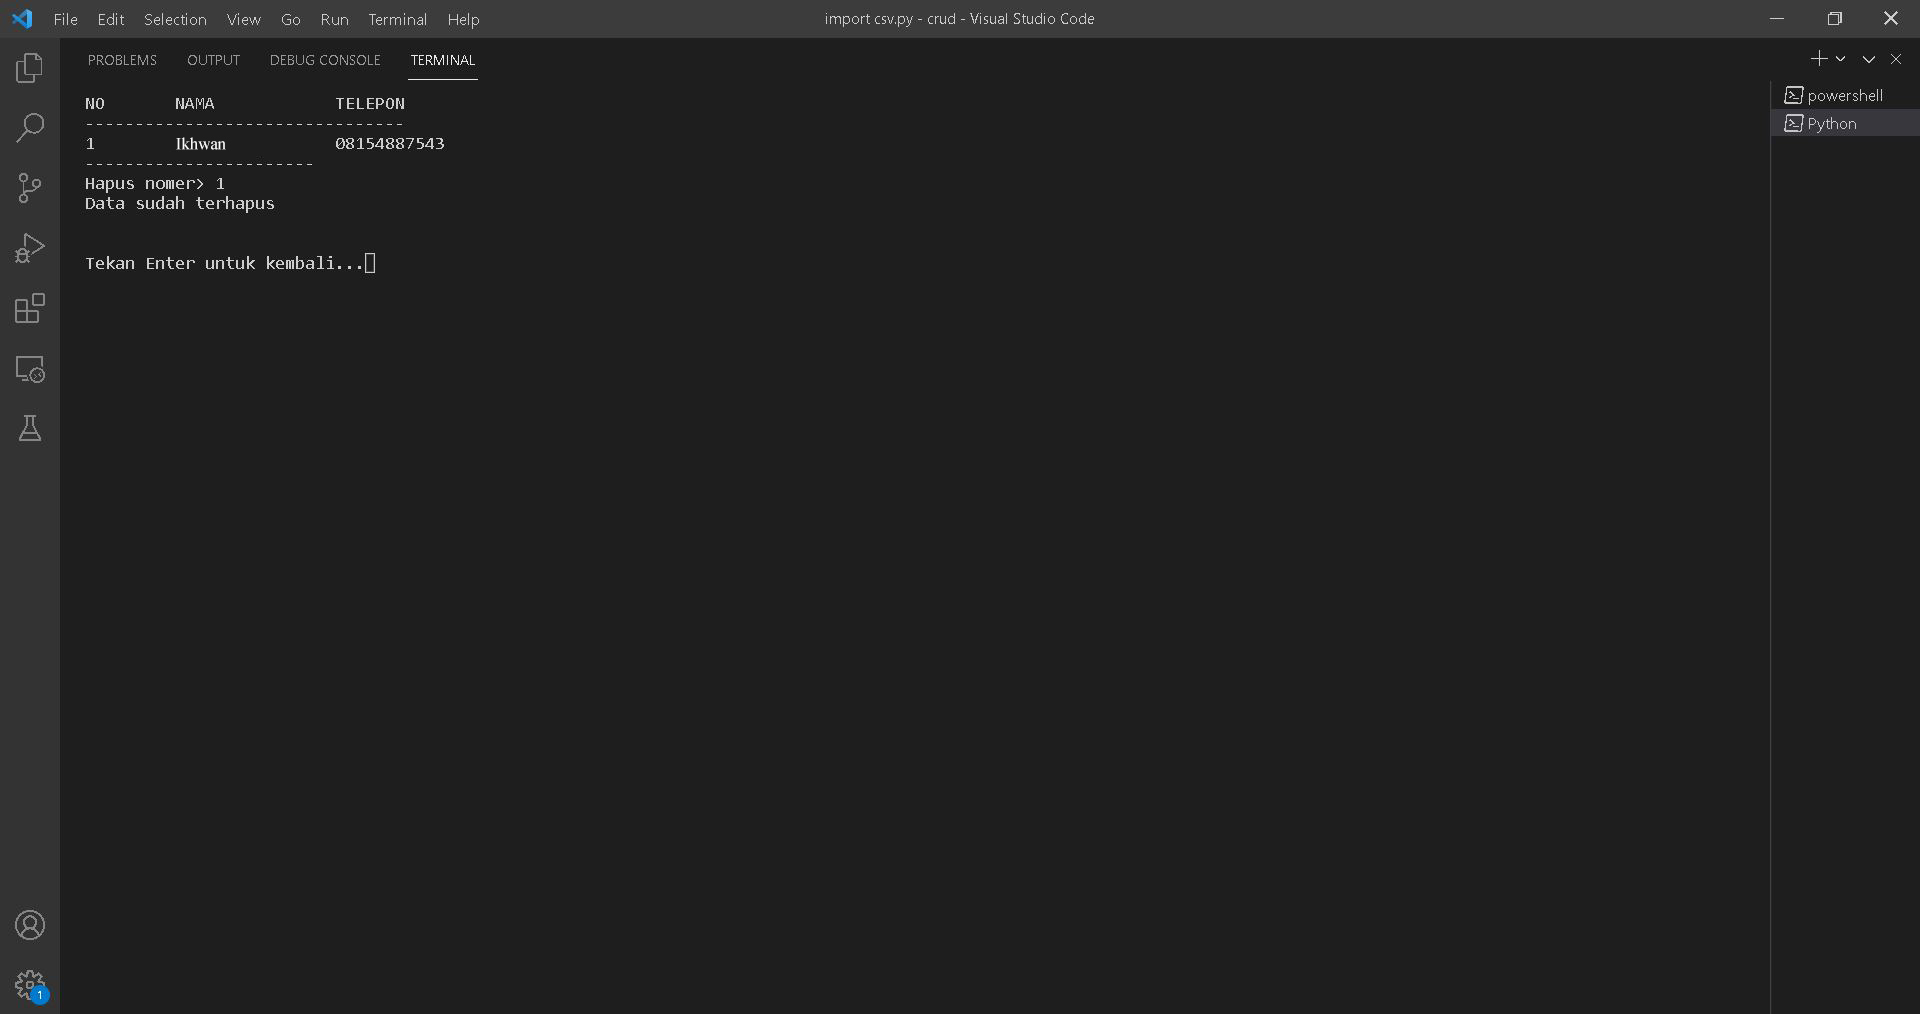 File Edit Selection View Go Run Terminal Help import csv.py - crud - Visual Studio Code
PROBLEMS OUTPUT DEBUG CONSOLE TERMINAL
NO NAMA TELEPON
--------------------------------
1 Ikhwan 08154887543
-----------------------
Hapus nomer> 1
Data sudah terhapus
Tekan Enter untuk kembali...
powershell
Python
1